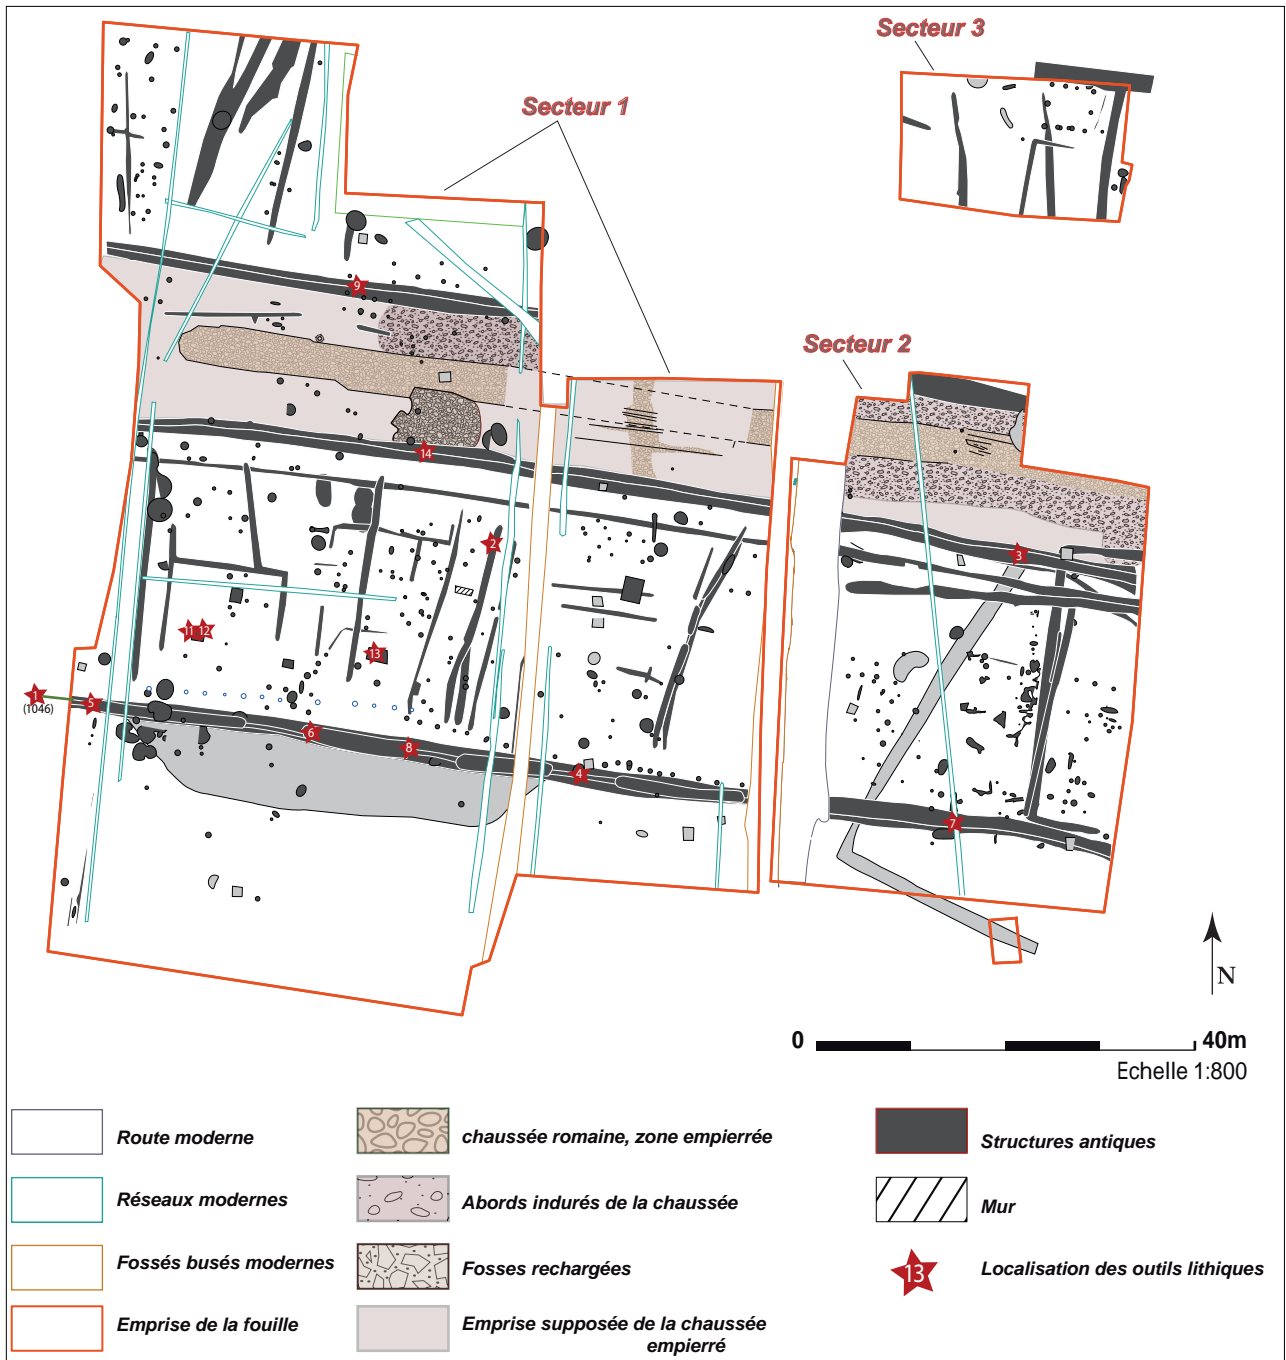 Secteur 3
Secteur 1
9
Secteur 2
14
2
3
11 12
13
1
(1046)
5
6
8
4
7
N
0 40m
Echelle 1:800
Route moderne
chaussée romaine, zone empierrée
Structures antiques
Réseaux modernes
Abords indurés de la chaussée
Mur
Fossés busés modernes
Fosses rechargées
13 Localisation des outils lithiques
Emprise de la fouille
Emprise supposée de la chaussée
empierré